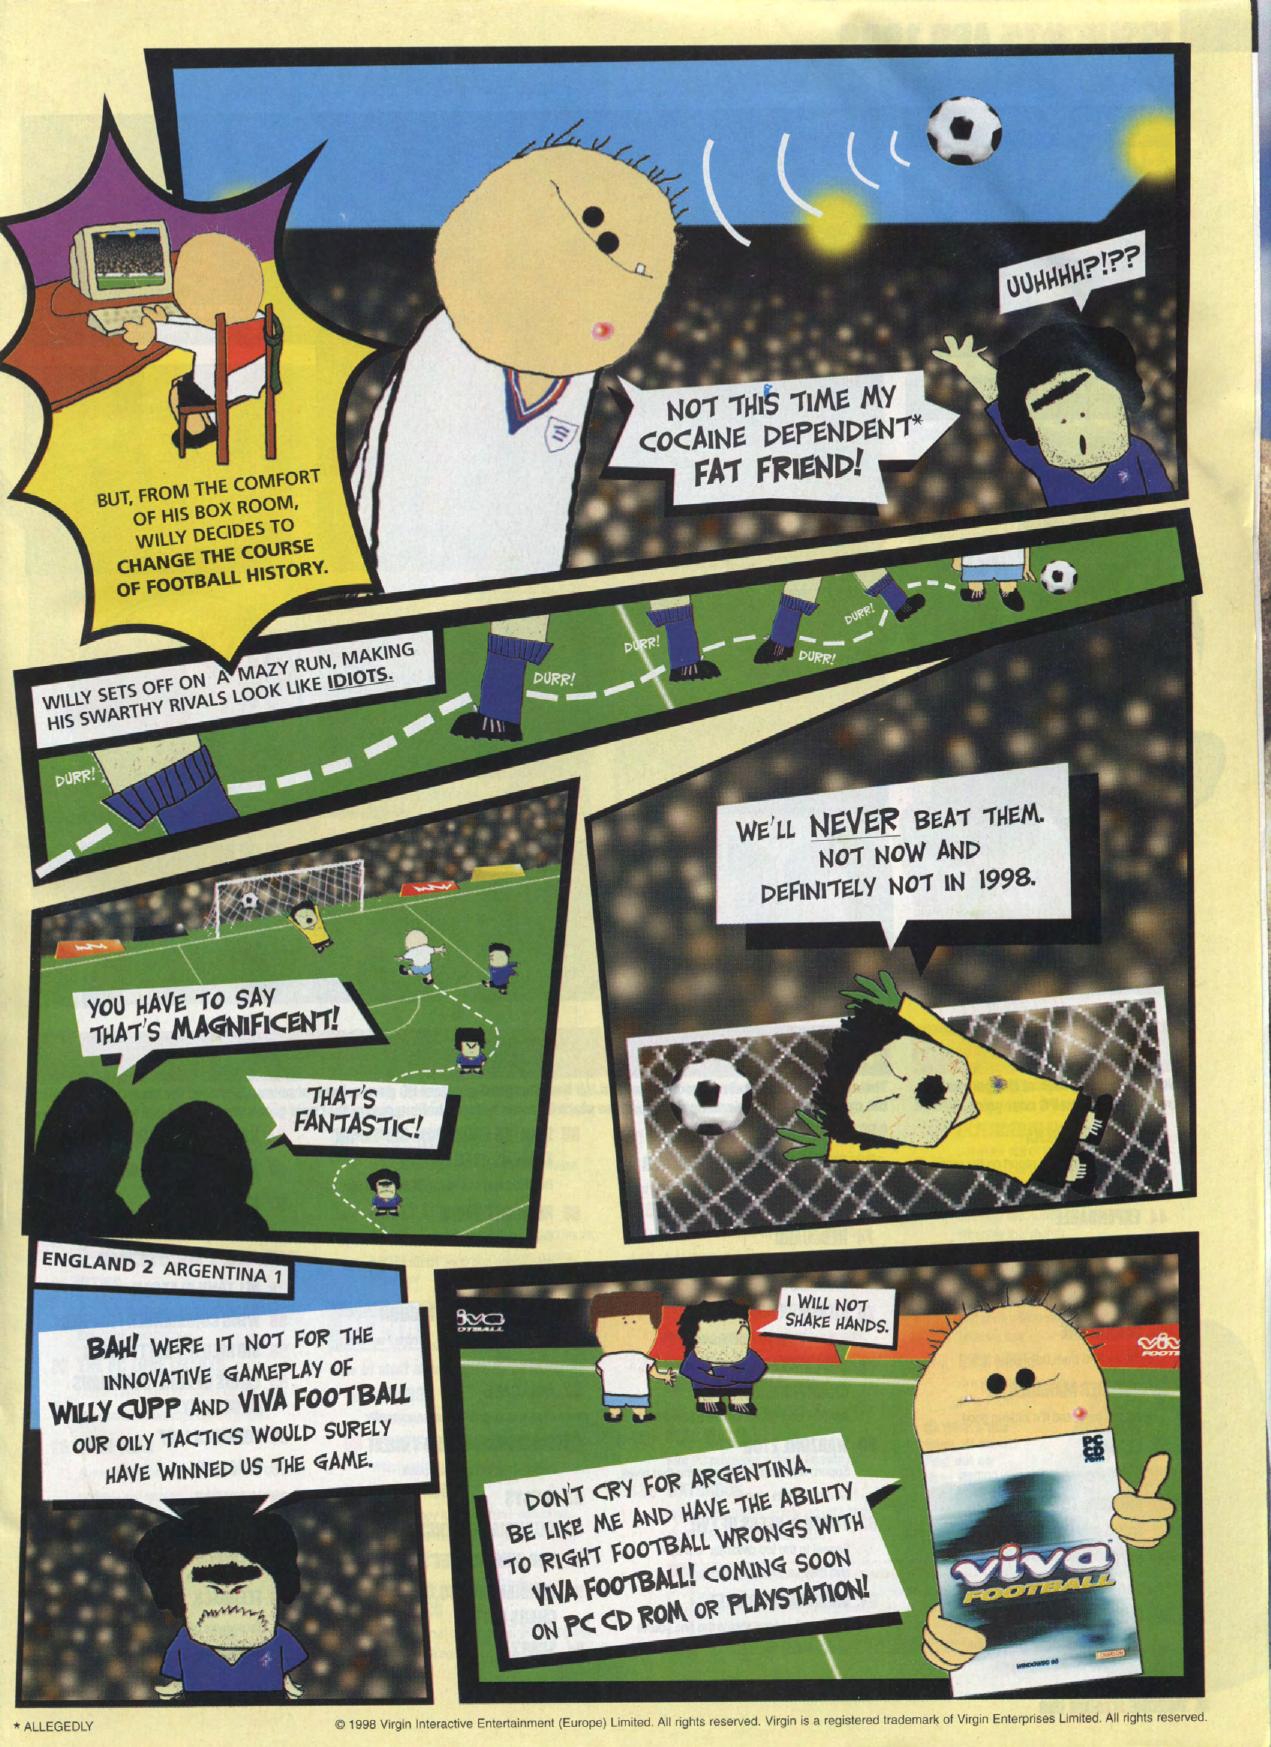 UUHHHH?!??
NOT THIS TIME MY
COCAINE DEPENDENT*
FAT FRIEND!
BUT, FROM THE COMFORT
OF HIS BOX ROOM,
WILLY DECIDES TO
CHANGE THE COURSE
OF FOOTBALL HISTORY.
WILLY SETS OFF ON A MAZY RUN, MAKING
HIS SWARTHY RIVALS LOOK LIKE IDIOTS.
DURR!
DURR!
DURR!
DURR!
DURR!
YOU HAVE TO SAY
THAT'S MAGNIFICENT!
THAT'S
FANTASTIC!
WE'LL NEVER BEAT THEM.
NOT NOW AND
DEFINITELY NOT IN 1998.
ENGLAND 2 ARGENTINA 1
BAH! WERE IT NOT FOR THE
INNOVATIVE GAMEPLAY OF
WILLY CUPP AND VIVA FOOTBALL
OUR OILY TACTICS WOULD SURELY
HAVE WINNED US THE GAME.
I WILL NOT
SHAKE HANDS.
DON'T CRY FOR ARGENTINA.
BE LIKE ME AND HAVE THE ABILITY
TO RIGHT FOOTBALL WRONGS WITH
VIVA FOOTBALL! COMING SOON
ON PC CD ROM OR PLAYSTATION!
PC
CD
ROM
viva
FOOTBALL
WINDOWS 95
* ALLEGEDLY
© 1998 Virgin Interactive Entertainment (Europe) Limited. All rights reserved. Virgin is a registered trademark of Virgin Enterprises Limited. All rights reserved.